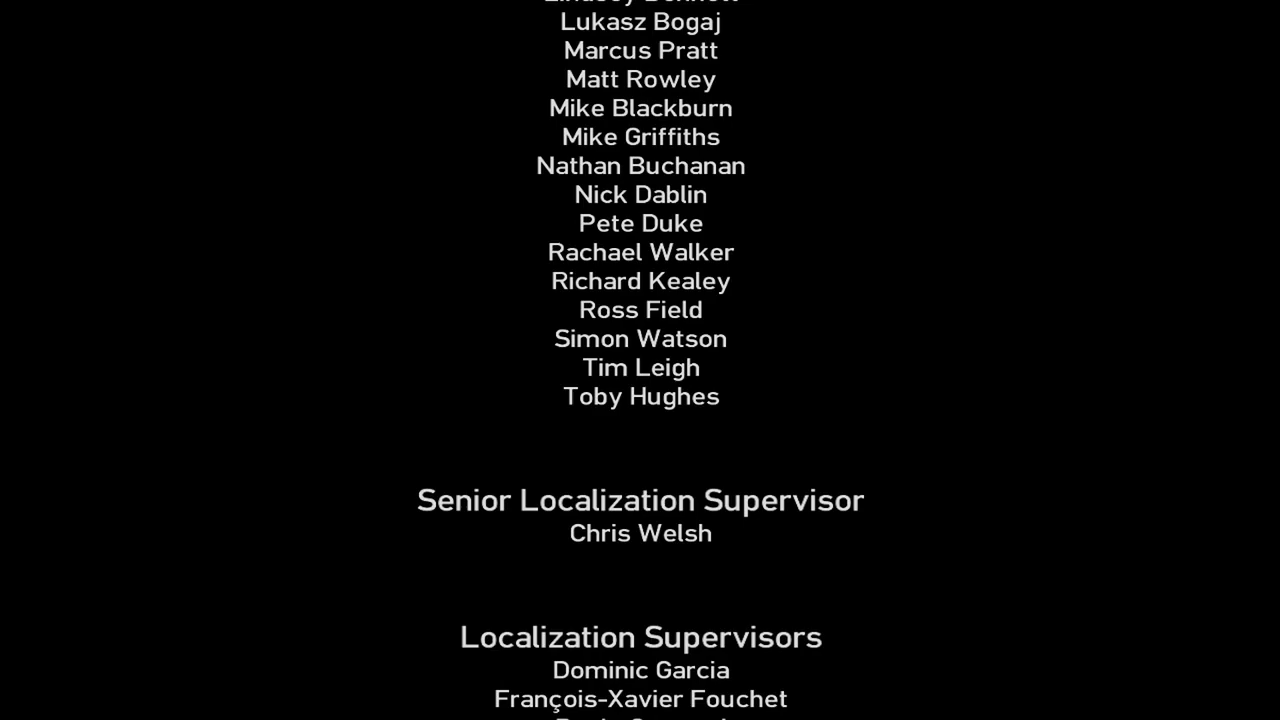 Lukasz Bogaj
Marcus Pratt
Matt Rowley
Mike Blackburn
Mike Griffiths
Nathan Buchanan
Nick Dablin
Pete Duke
Rachael Walker
Richard Kealey
Ross Field
Simon Watson
Tim Leigh
Toby Hughes
Senior Localization Supervisor
Chris Welsh
Localization Supervisors
Dominic Garcia
François-Xavier Fouchet